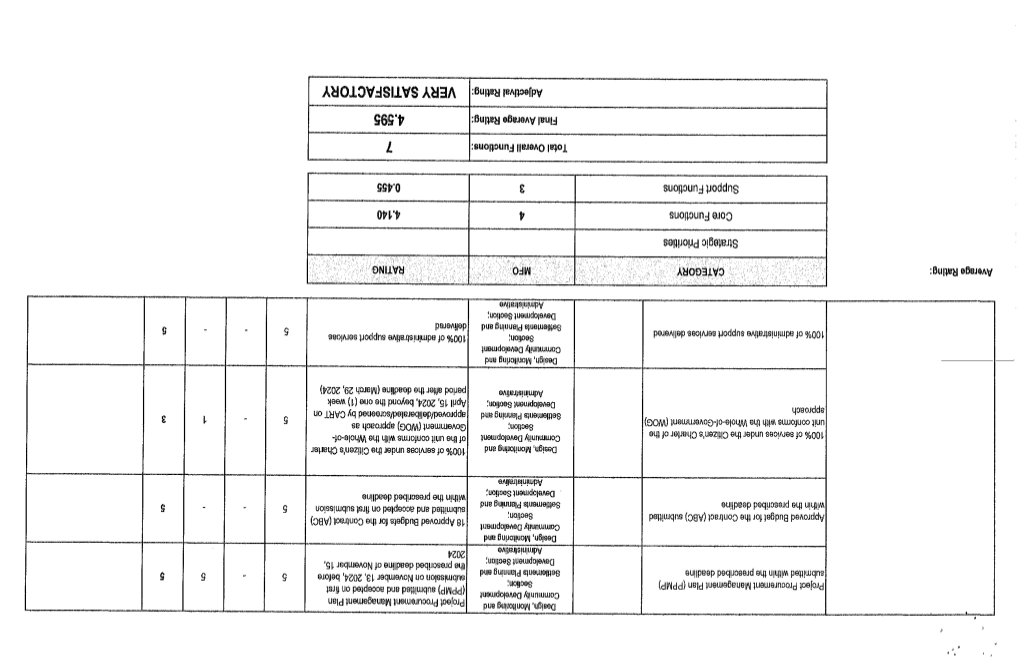 Project Procurement Management Plan (PPMP)
submitted within the prescribed deadline
Design, Monitoring and
Community Development
Section;
Settlements Planning and
Development Section;
Administrative
Project Procurement Management Plan
(PPMP) submitted and accepted on first
submission on November 13, 2024, before
the prescribed deadline of November 15,
2024
5 - 5 5
Approved Budget for the Contract (ABC) submitted
within the prescribed deadline
Design, Monitoring and
Community Development
Section;
Settlements Planning and
Development Section;
Administrative
18 Approved Budgets for the Contract (ABC)
submitted and accepted on first submission
within the prescribed deadline
5 - - 5
100% of services under the Citizen's Charter of the
unit conforms with the Whole-of-Government (WOG)
approach
Design, Monitoring and
Community Development
Section;
Settlements Planning and
Development Section;
Administrative
100% of services under the Citizen's Charter
of the unit conforms with the Whole-of-
Government (WOG) approach as
approved/deliberated/screened by CART on
April 15, 2024, beyond the one (1) week
period after the deadline (March 29, 2024)
5 - 1 3
100% of administrative support services delivered
Design, Monitoring and
Community Development
Section;
Settlements Planning and
Development Section;
Administrative
100% of administrative support services
delivered
5 - - 5
Average Rating:
CATEGORY MFO RATING
Strategic Priorities
Core Functions 4 4.140
Support Functions 3 0.455
Total Overall Functions: 7
Final Average Rating: 4.595
Adjectival Rating: VERY SATISFACTORY